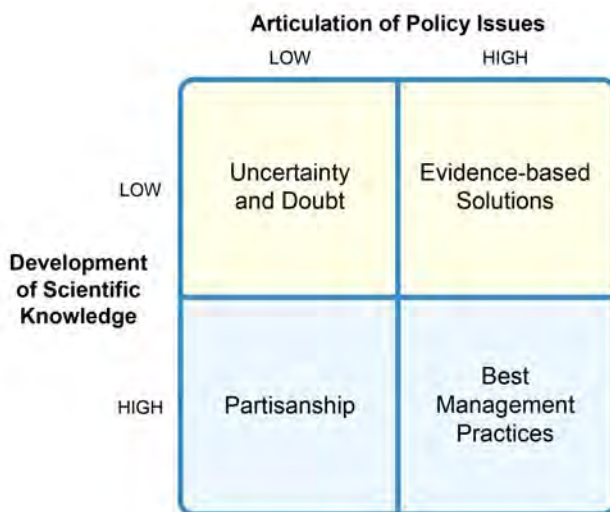 Articulation of Policy Issues
LOW HIGH
LOW
Uncertainty
and Doubt
Evidence-based
Solutions
Development
of Scientific
Knowledge
HIGH
Partisanship
Best
Management
Practices